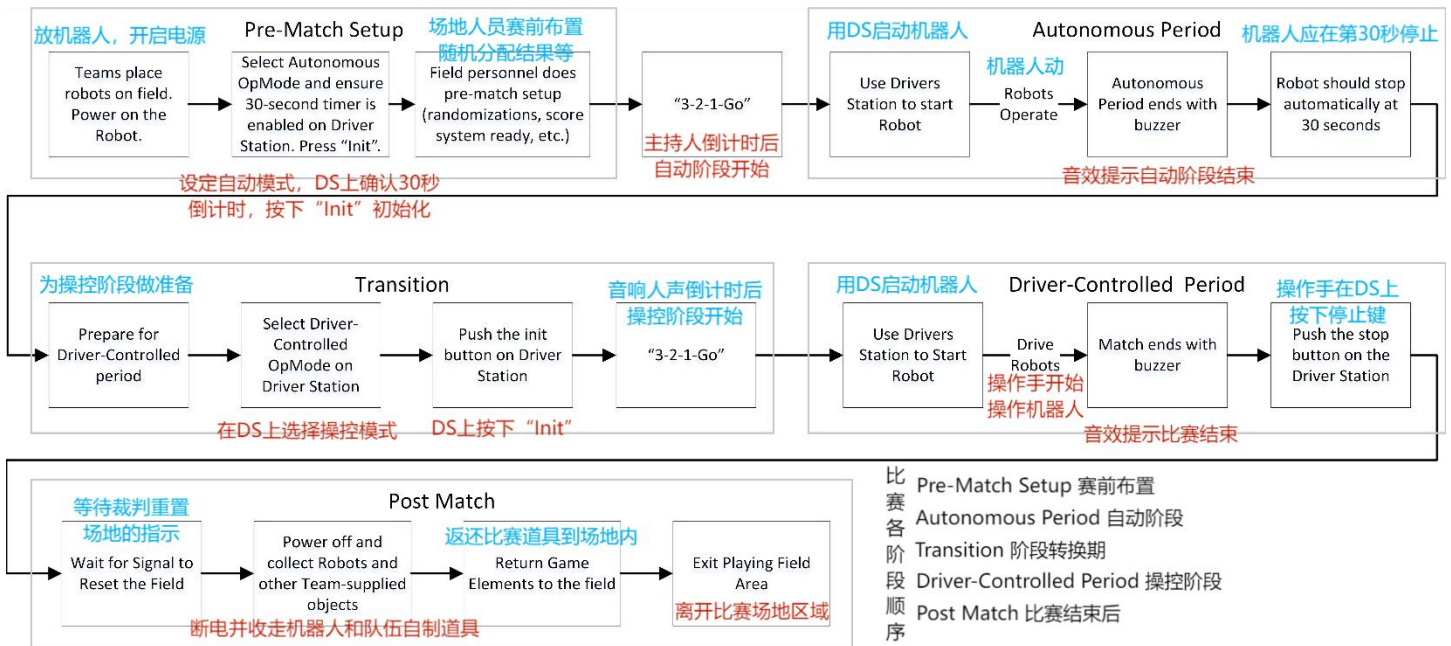 放机器人，开启电源
Pre-Match Setup
场地人员赛前布置
随机分配结果等
Teams place
robots on field.
Power on the
Robot.
Select Autonomous
OpMode and ensure
30-second timer is
enabled on Driver
Station. Press “Init”.
Field personnel does
pre-match setup
(randomizations, score
system ready, etc.)
设定自动模式，DS上确认30秒
倒计时，按下“Init”初始化
“3-2-1-Go”
主持人倒计时后
自动阶段开始
用DS启动机器人
Autonomous Period
机器人应在第30秒停止
Use Drivers
Station to start
Robot
机器人动
Robots
Operate
Autonomous
Period ends with
buzzer
Robot should stop
automatically at
30 seconds
音效提示自动阶段结束
为操控阶段做准备
Transition
音响人声倒计时后
操控阶段开始
Prepare for
Driver-Controlled
period
Select Driver-
Controlled
OpMode on
Driver Station
Push the init
button on Driver
Station
“3-2-1-Go”
在DS上选择操控模式
DS上按下“Init”
用DS启动机器人
Driver-Controlled Period
操作手在DS上
按下停止键
Use Drivers
Station to Start
Robot
Drive
Robots
操作手开始
操作机器人
Match ends with
buzzer
Push the stop
button on the
Driver Station
音效提示比赛结束
等待裁判重置
场地的指示
Post Match
返还比赛道具到场地内
Wait for Signal to
Reset the Field
Power off and
collect Robots and
other Team-supplied
objects
Return Game
Elements to the field
Exit Playing Field
Area
离开比赛场地区域
断电并收走机器人和队伍自制道具
比赛各阶段顺序
Pre-Match Setup 赛前布置
Autonomous Period 自动阶段
Transition 阶段转换期
Driver-Controlled Period 操控阶段
Post Match 比赛结束后